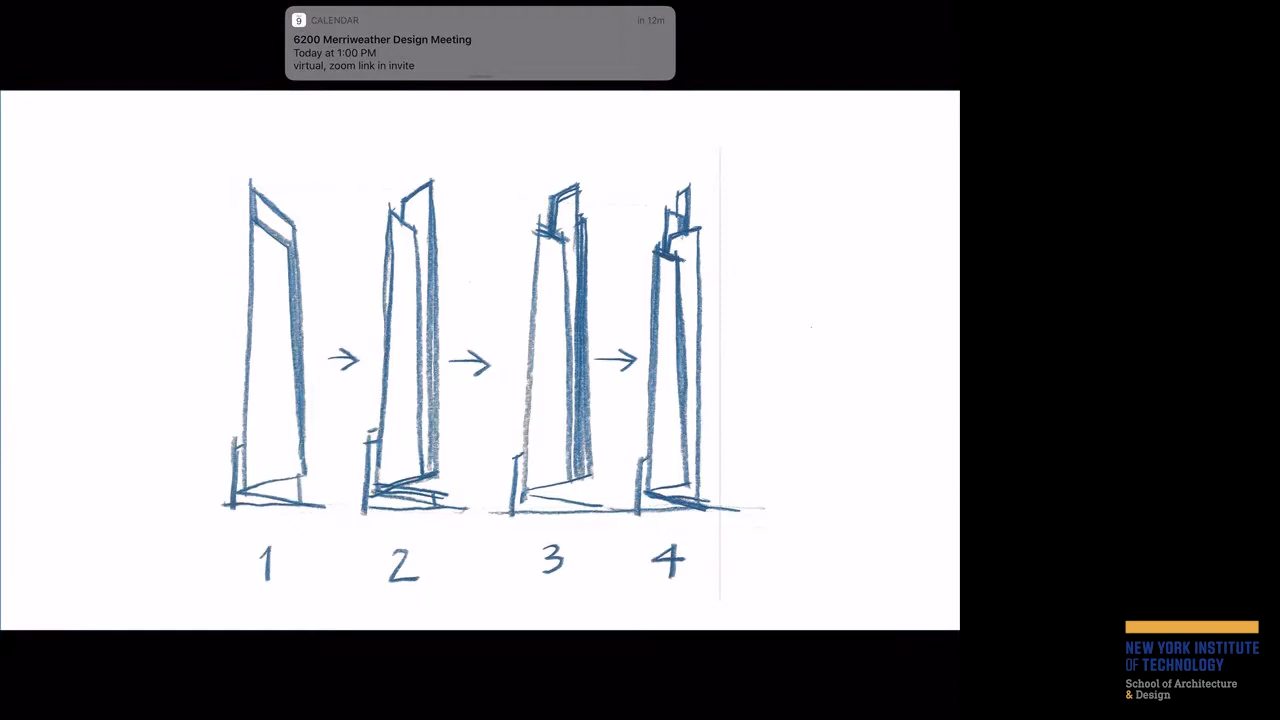 9 CALENDAR in 12m
6200 Merriweather Design Meeting
Today at 1:00 PM
virtual, zoom link in invite
1 2 3 4
NEW YORK INSTITUTE
OF TECHNOLOGY
School of Architecture
& Design